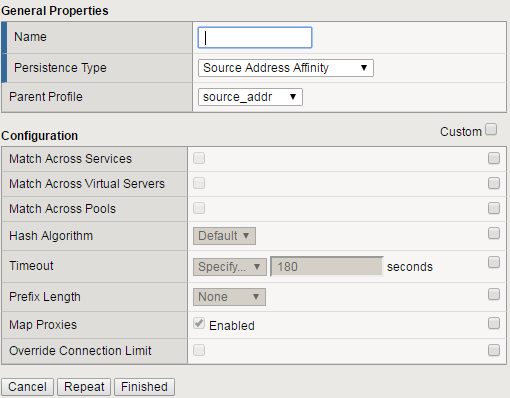 General Properties
Name
Persistence Type Source Address Affinity
Parent Profile source_addr
Configuration Custom
Match Across Services
Match Across Virtual Servers
Match Across Pools
Hash Algorithm Default
Timeout Specify... 180 seconds
Prefix Length None
Map Proxies Enabled
Override Connection Limit
Cancel Repeat Finished